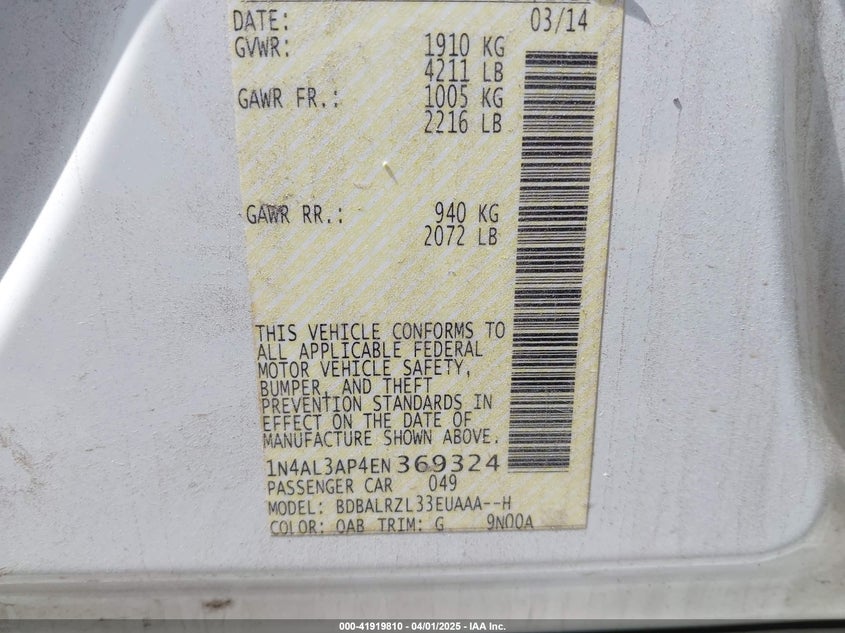 DATE: 03/14
GVWR: 1910 KG
4211 LB
GAWR FR.: 1005 KG
2216 LB
GAWR RR.: 940 KG
2072 LB
THIS VEHICLE CONFORMS TO
ALL APPLICABLE FEDERAL
MOTOR VEHICLE SAFETY,
BUMPER, AND THEFT
PREVENTION STANDARDS IN
EFFECT ON THE DATE OF
MANUFACTURE SHOWN ABOVE.
1N4AL3AP4EN369324
PASSENGER CAR 049
MODEL: BDBALRZL33EUAAA--H
COLOR: QAB TRIM: G 9N00A
000-41919810 - 04/01/2025 - IAA Inc.